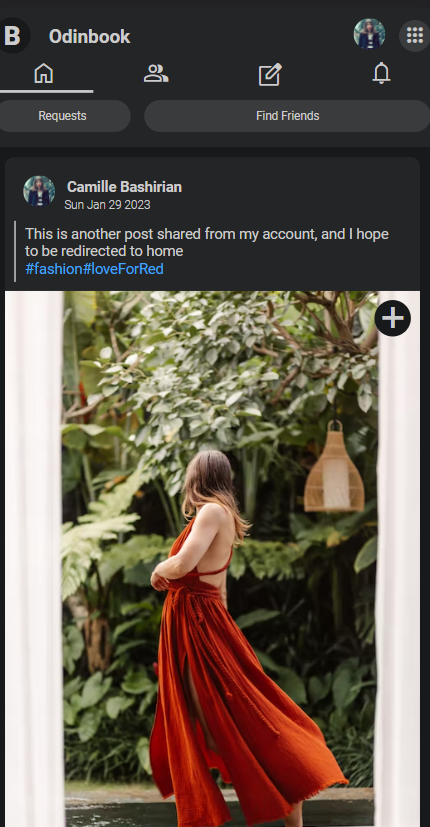 B Odinbook
Requests Find Friends
Camille Bashirian
Sun Jan 29 2023
This is another post shared from my account, and I hope
to be redirected to home
#fashion#loveForRed